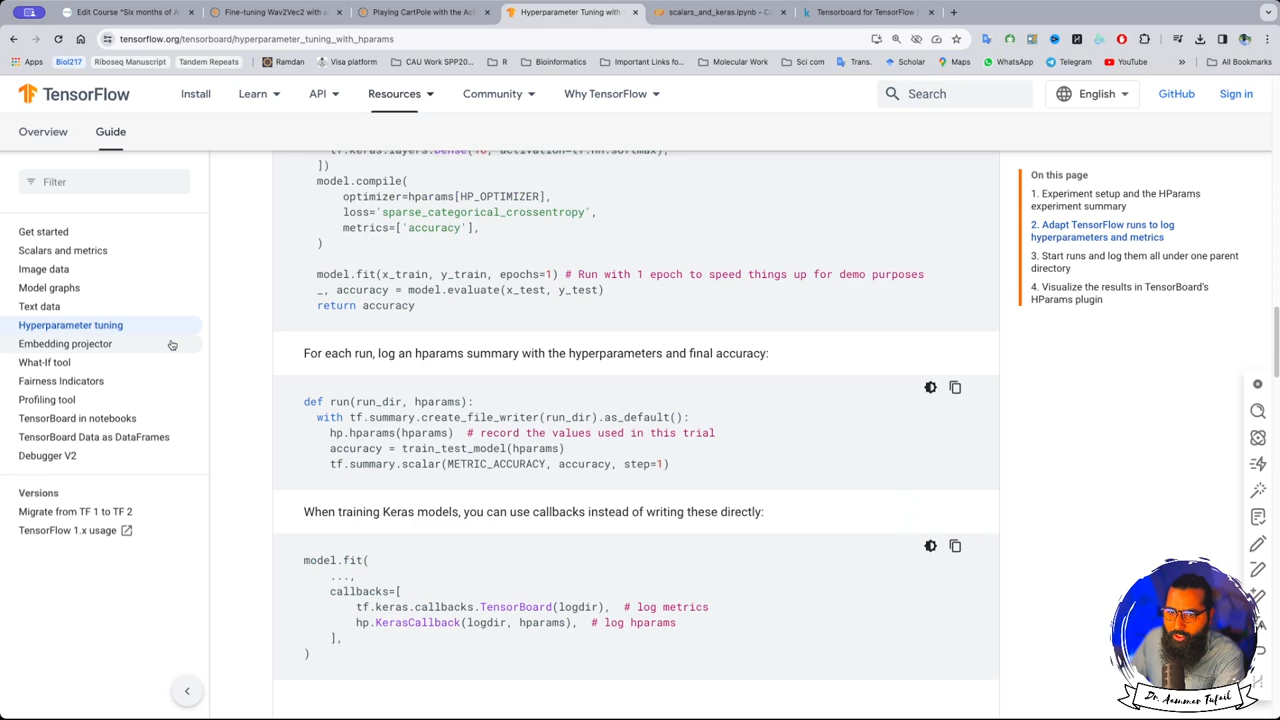 Edit Course “Six months of A
Fine-tuning Wav2Vec2 with a
Playing CartPole with the Act
Hyperparameter Tuning with
scalars_and_keras.ipynb - Co
Tensorboard for TensorFlow
tensorflow.org/tensorboard/hyperparameter_tuning_with_hparams
Apps
Biol217
Riboseq Manuscript
Tandem Repeats
Ramdan
Visa platform
CAU Work SPP20...
R
Bioinformatics
Important Links fo...
Molecular Work
Sci com
Trans.
Scholar
Maps
WhatsApp
Telegram
YouTube
»
All Bookmarks
TensorFlow
Install
Learn
API
Resources
Community
Why TensorFlow
Search
English
GitHub
Sign in
Overview
Guide
Filter
Get started
Scalars and metrics
Image data
Model graphs
Text data
Hyperparameter tuning
Embedding projector
What-If tool
Fairness Indicators
Profiling tool
TensorBoard in notebooks
TensorBoard Data as DataFrames
Debugger V2
Versions
Migrate from TF 1 to TF 2
TensorFlow 1.x usage
tf.keras.layers.Dense(10, activation=tf.nn.softmax),
])
model.compile(
optimizer=hparams[HP_OPTIMIZER],
loss='sparse_categorical_crossentropy',
metrics=['accuracy'],
)
model.fit(x_train, y_train, epochs=1) # Run with 1 epoch to speed things up for demo purposes
_, accuracy = model.evaluate(x_test, y_test)
return accuracy
For each run, log an hparams summary with the hyperparameters and final accuracy:
def run(run_dir, hparams):
with tf.summary.create_file_writer(run_dir).as_default():
hp.hparams(hparams)  # record the values used in this trial
accuracy = train_test_model(hparams)
tf.summary.scalar(METRIC_ACCURACY, accuracy, step=1)
When training Keras models, you can use callbacks instead of writing these directly:
model.fit(
...,
callbacks=[
tf.keras.callbacks.TensorBoard(logdir),  # log metrics
hp.KerasCallback(logdir, hparams),  # log hparams
],
)
On this page
1. Experiment setup and the HParams
experiment summary
2. Adapt TensorFlow runs to log
hyperparameters and metrics
3. Start runs and log them all under one parent
directory
4. Visualize the results in TensorBoard's
HParams plugin
Dr. Aammar Tufail